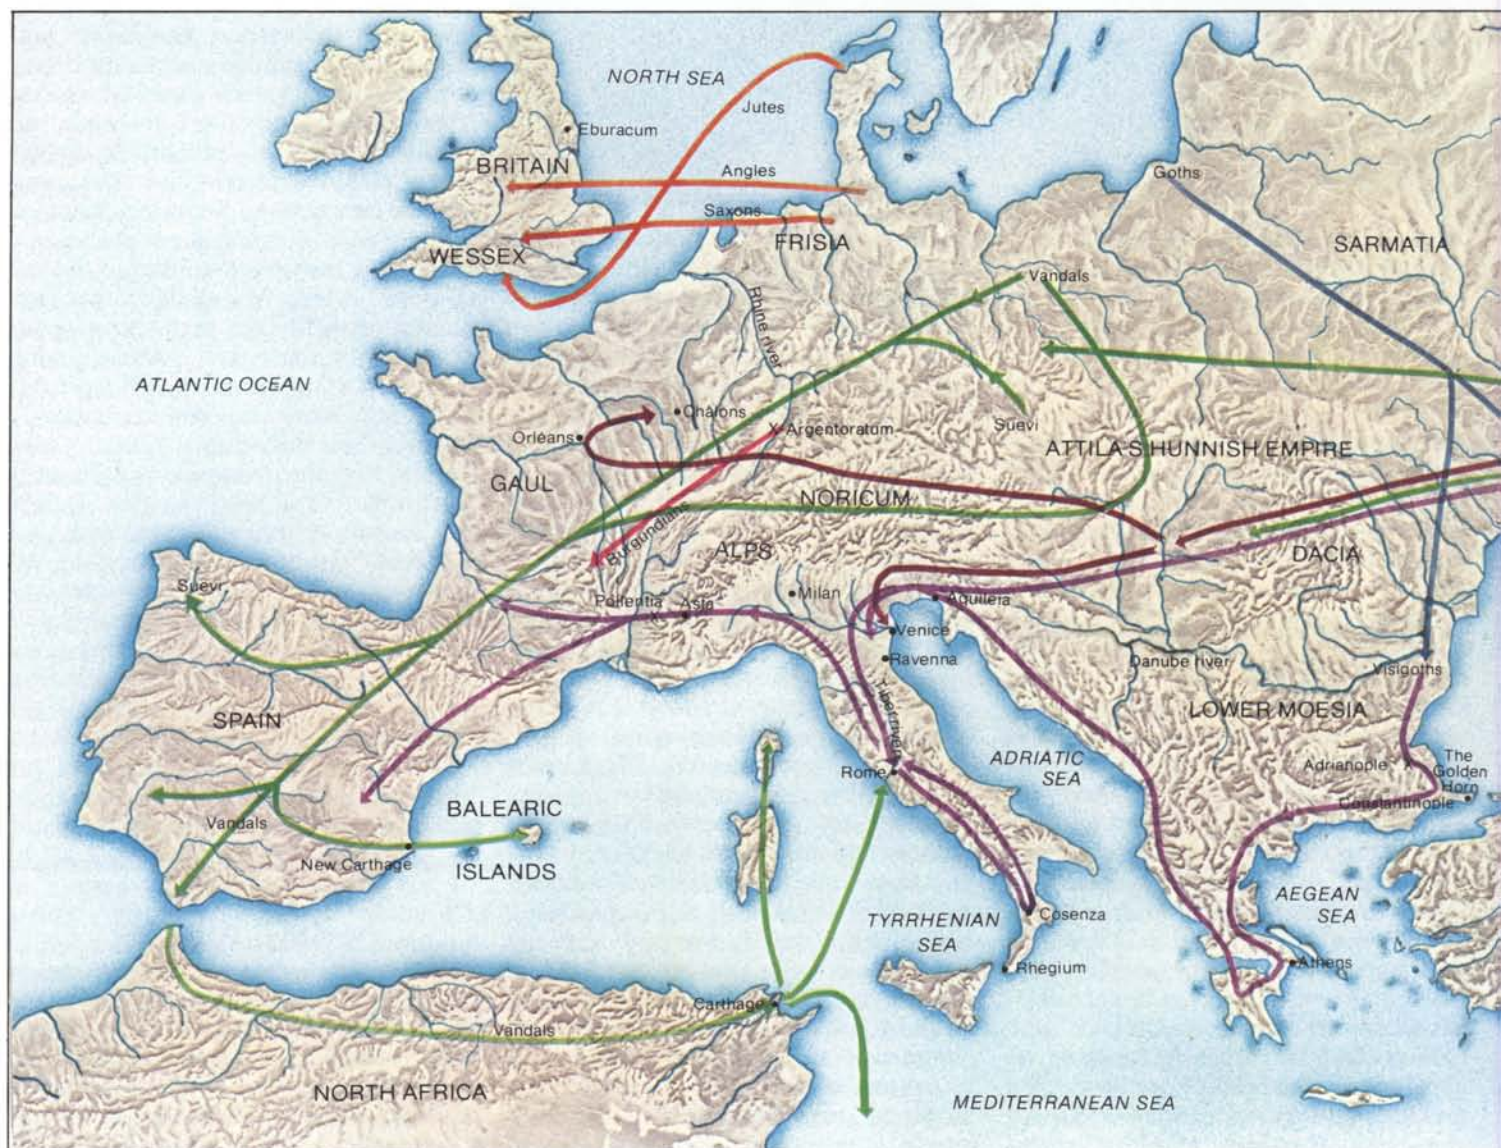 NORTH SEA
Jutes
Eburacum
BRITAIN
Angles
Goths
Saxons
FRISIA
SARMATIA
WESSEX
Vandals
Rhine river
ATLANTIC OCEAN
Châlons
Orléans
X Argentoratum
Suevi
ATTILA'S HUNNISH EMPIRE
GAUL
NORICUM
Burgundians
ALPS
DACIA
Suevi
Milan
Pollentia
X
Asta
Aquileia
Venice
Ravenna
Danube river
Visigoths
Tiber river
SPAIN
LOWER MOESIA
ADRIATIC
SEA
Rome
Adrianople
X
The
Golden
Horn
Constantinople
BALEARIC
ISLANDS
Vandals
New Carthage
AEGEAN
SEA
TYRRHENIAN
SEA
Cosenza
Athens
Rhegium
Carthage
Vandals
NORTH AFRICA
MEDITERRANEAN SEA